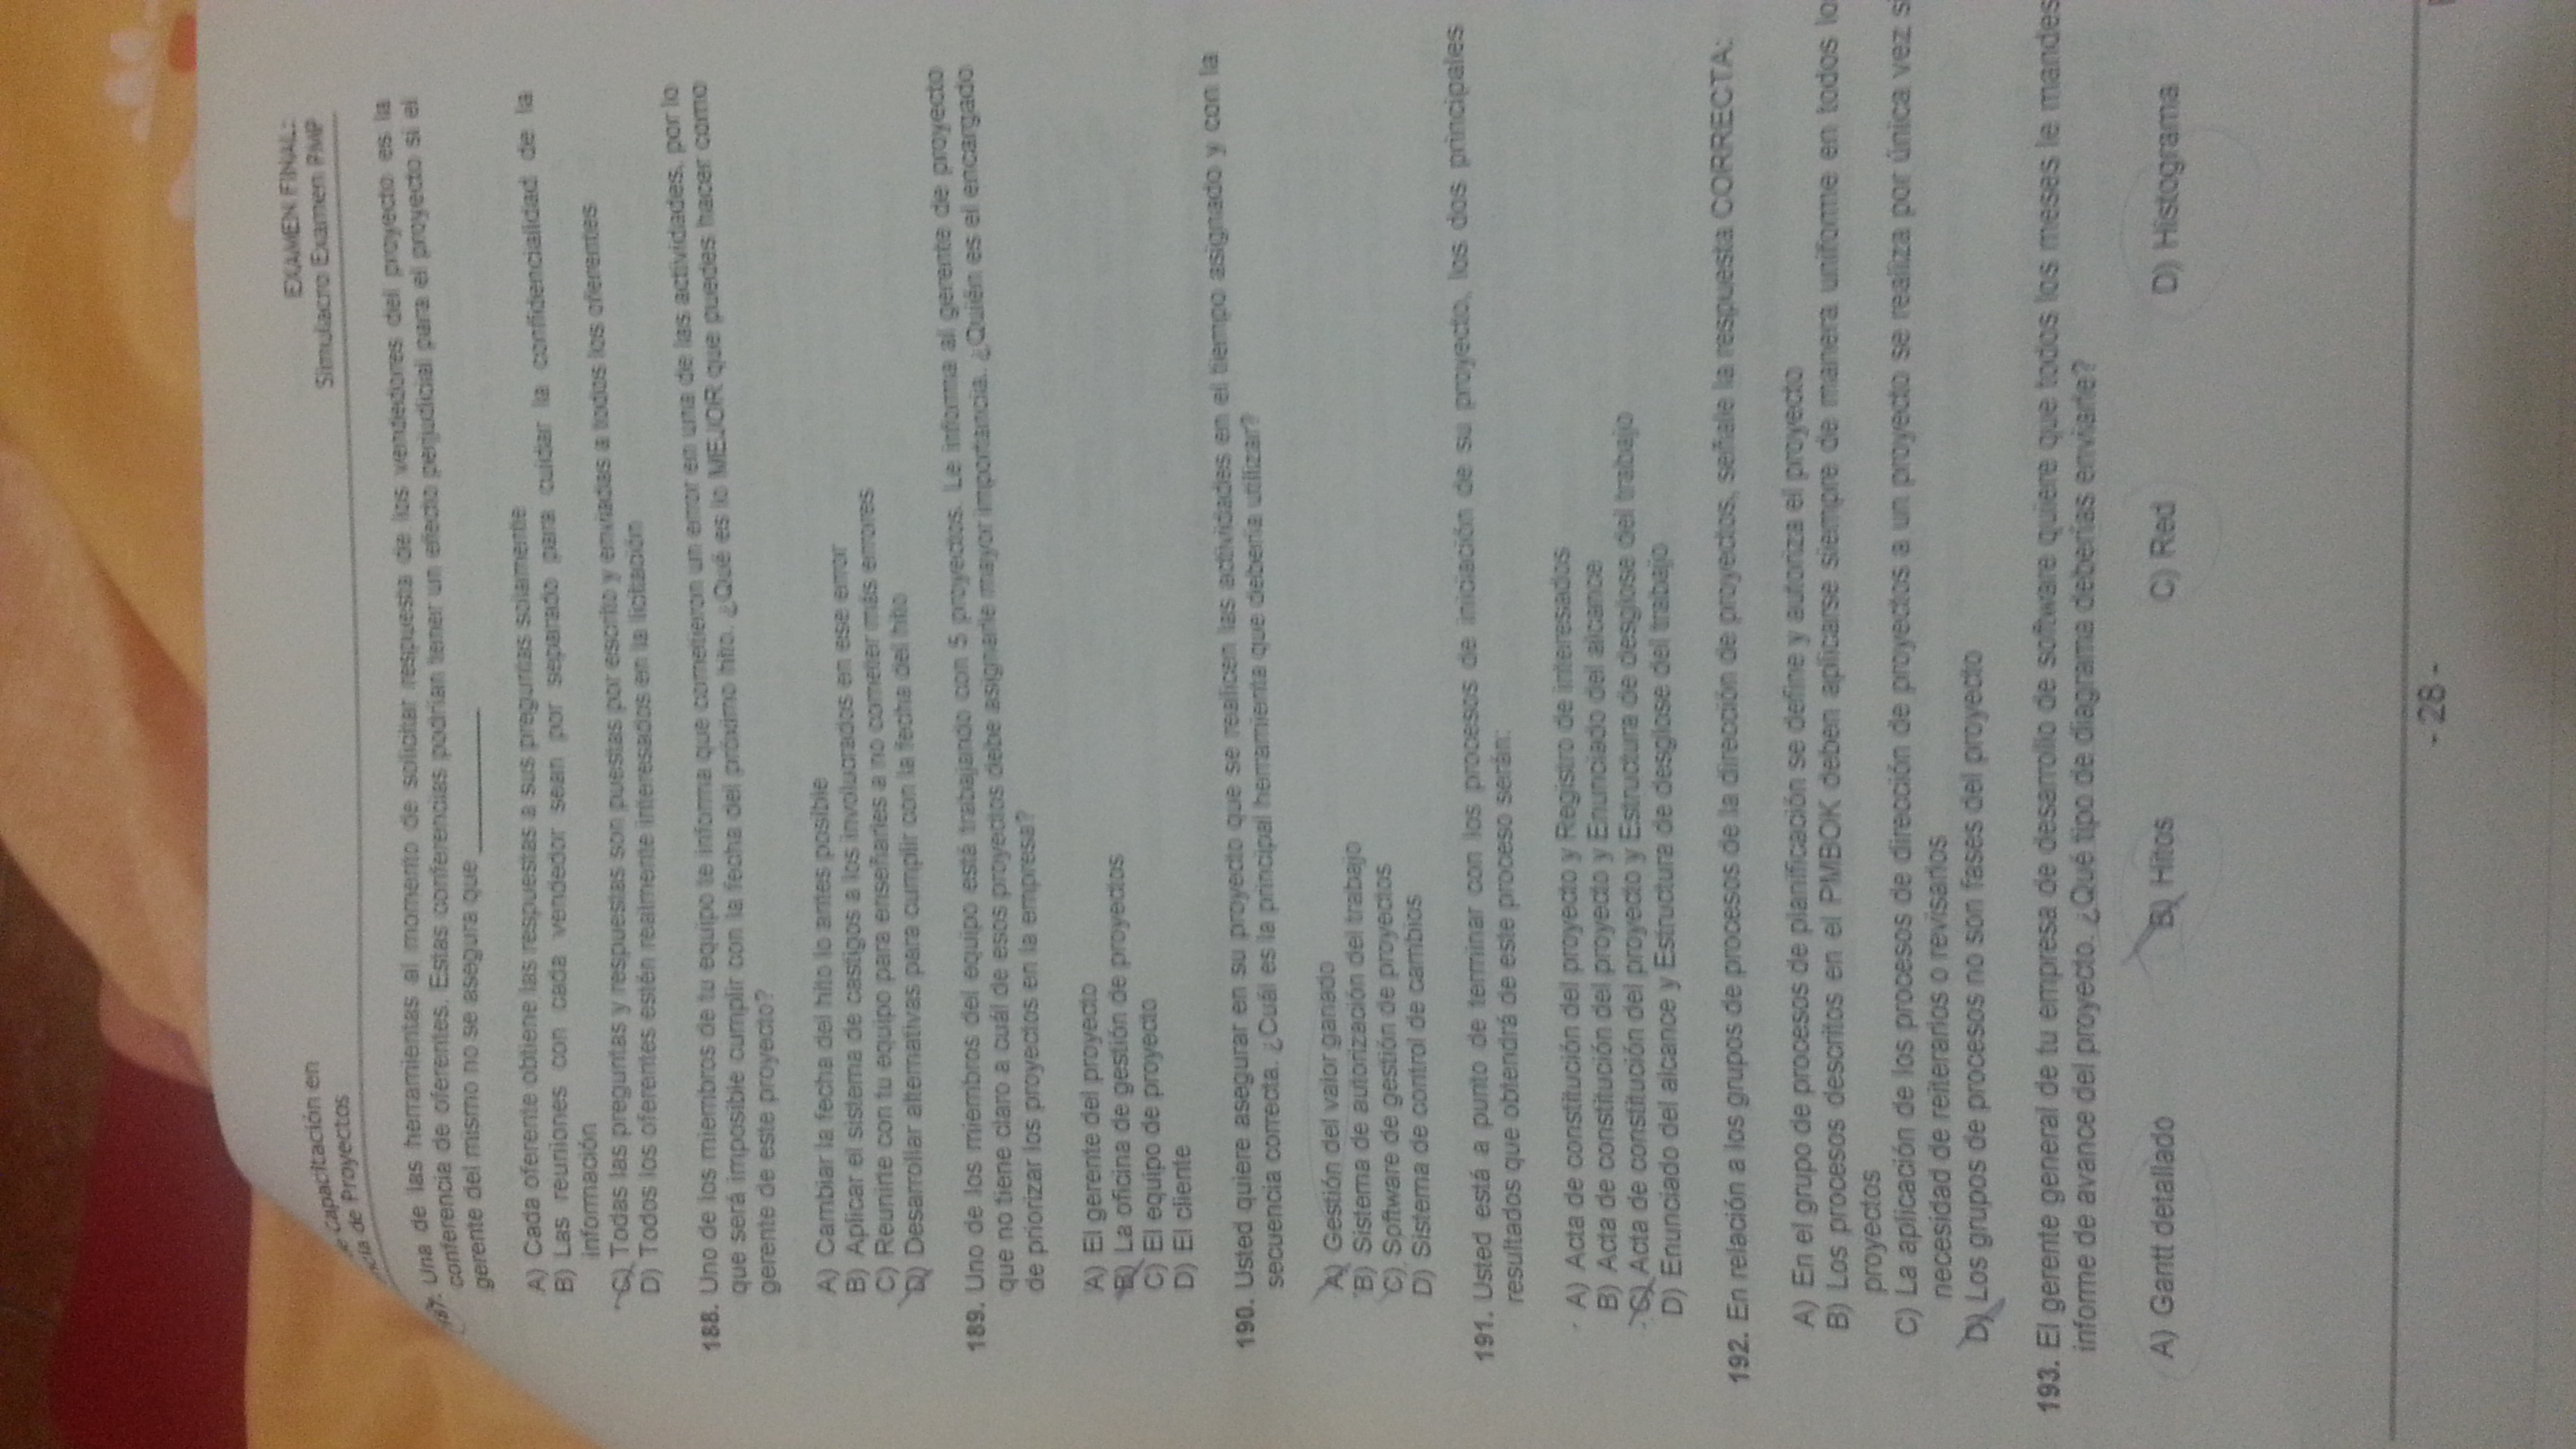 e Capacitación en
ncia de Proyectos
EXAMEN FINAL:
Simulacro Examen PMP
187. Una de las herramientas al momento de solicitar respuesta de los vendedores del proyecto es la
conferencia de oferentes. Estas conferencias podrían tener un efecto perjudicial para el proyecto si el
gerente del mismo no se asegura que __________
A) Cada oferente obtiene las respuestas a sus preguntas solamente
B) Las reuniones con cada vendedor sean por separado para cuidar la confidencialidad de la
información
C) Todas las preguntas y respuestas son puestas por escrito y enviadas a todos los oferentes
D) Todos los oferentes estén realmente interesados en la licitación
188. Uno de los miembros de tu equipo te informa que cometieron un error en una de las actividades, por lo
que será imposible cumplir con la fecha del próximo hito. ¿Qué es lo MEJOR que puedes hacer como
gerente de este proyecto?
A) Cambiar la fecha del hito lo antes posible
B) Aplicar el sistema de castigos a los involucrados en ese error
C) Reunirte con tu equipo para enseñarles a no cometer más errores
D) Desarrollar alternativas para cumplir con la fecha del hito
189. Uno de los miembros del equipo está trabajando con 5 proyectos. Le informa al gerente de proyecto
que no tiene claro a cuál de esos proyectos debe asignarle mayor importancia. ¿Quién es el encargado
de priorizar los proyectos en la empresa?
A) El gerente del proyecto
B) La oficina de gestión de proyectos
C) El equipo de proyecto
D) El cliente
190. Usted quiere asegurar en su proyecto que se realicen las actividades en el tiempo asignado y con la
secuencia correcta. ¿Cuál es la principal herramienta que debería utilizar?
A) Gestión del valor ganado
B) Sistema de autorización del trabajo
C) Software de gestión de proyectos
D) Sistema de control de cambios
191. Usted está a punto de terminar con los procesos de iniciación de su proyecto, los dos principales
resultados que obtendrá de este proceso serán:
A) Acta de constitución del proyecto y Registro de interesados
B) Acta de constitución del proyecto y Enunciado del alcance
C) Acta de constitución del proyecto y Estructura de desglose del trabajo
D) Enunciado del alcance y Estructura de desglose del trabajo
192. En relación a los grupos de procesos de la dirección de proyectos, señale la respuesta CORRECTA:
A) En el grupo de procesos de planificación se define y autoriza el proyecto
B) Los procesos descritos en el PMBOK deben aplicarse siempre de manera uniforme en todos lo
proyectos
C) La aplicación de los procesos de dirección de proyectos a un proyecto se realiza por única vez si
necesidad de reiterarlos o revisarlos
D) Los grupos de procesos no son fases del proyecto
193. El gerente general de tu empresa de desarrollo de software quiere que todos los meses le mandes
informe de avance del proyecto. ¿Qué tipo de diagrama deberías enviarle?
A) Gantt detallado
B) Hitos
C) Red
D) Histograma
- 28 -